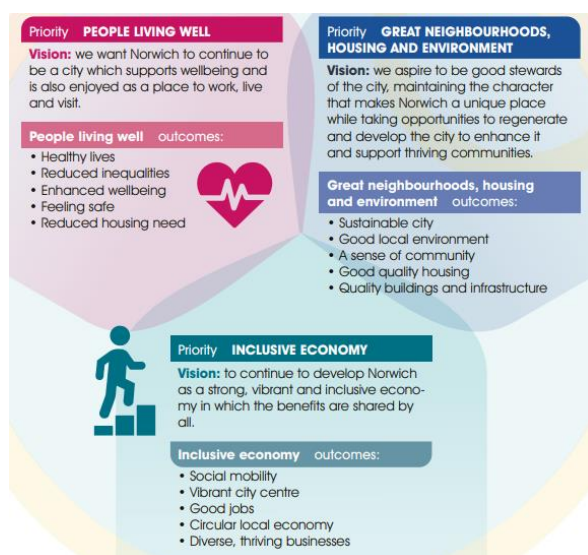 Priority PEOPLE LIVING WELL
Vision: we want Norwich to continue to
be a city which supports wellbeing and
is also enjoyed as a place to work, live
and visit.
People living well outcomes:
• Healthy lives
• Reduced inequalities
• Enhanced wellbeing
• Feeling safe
• Reduced housing need
Priority GREAT NEIGHBOURHOODS,
HOUSING AND ENVIRONMENT
Vision: we aspire to be good stewards
of the city, maintaining the character
that makes Norwich a unique place
while taking opportunities to regenerate
and develop the city to enhance it
and support thriving communities.
Great neighbourhoods, housing
and environment outcomes:
• Sustainable city
• Good local environment
• A sense of community
• Good quality housing
• Quality buildings and infrastructure
Priority INCLUSIVE ECONOMY
Vision: to continue to develop Norwich
as a strong, vibrant and inclusive econo-
my in which the benefits are shared by
all.
Inclusive economy outcomes:
• Social mobility
• Vibrant city centre
• Good jobs
• Circular local economy
• Diverse, thriving businesses